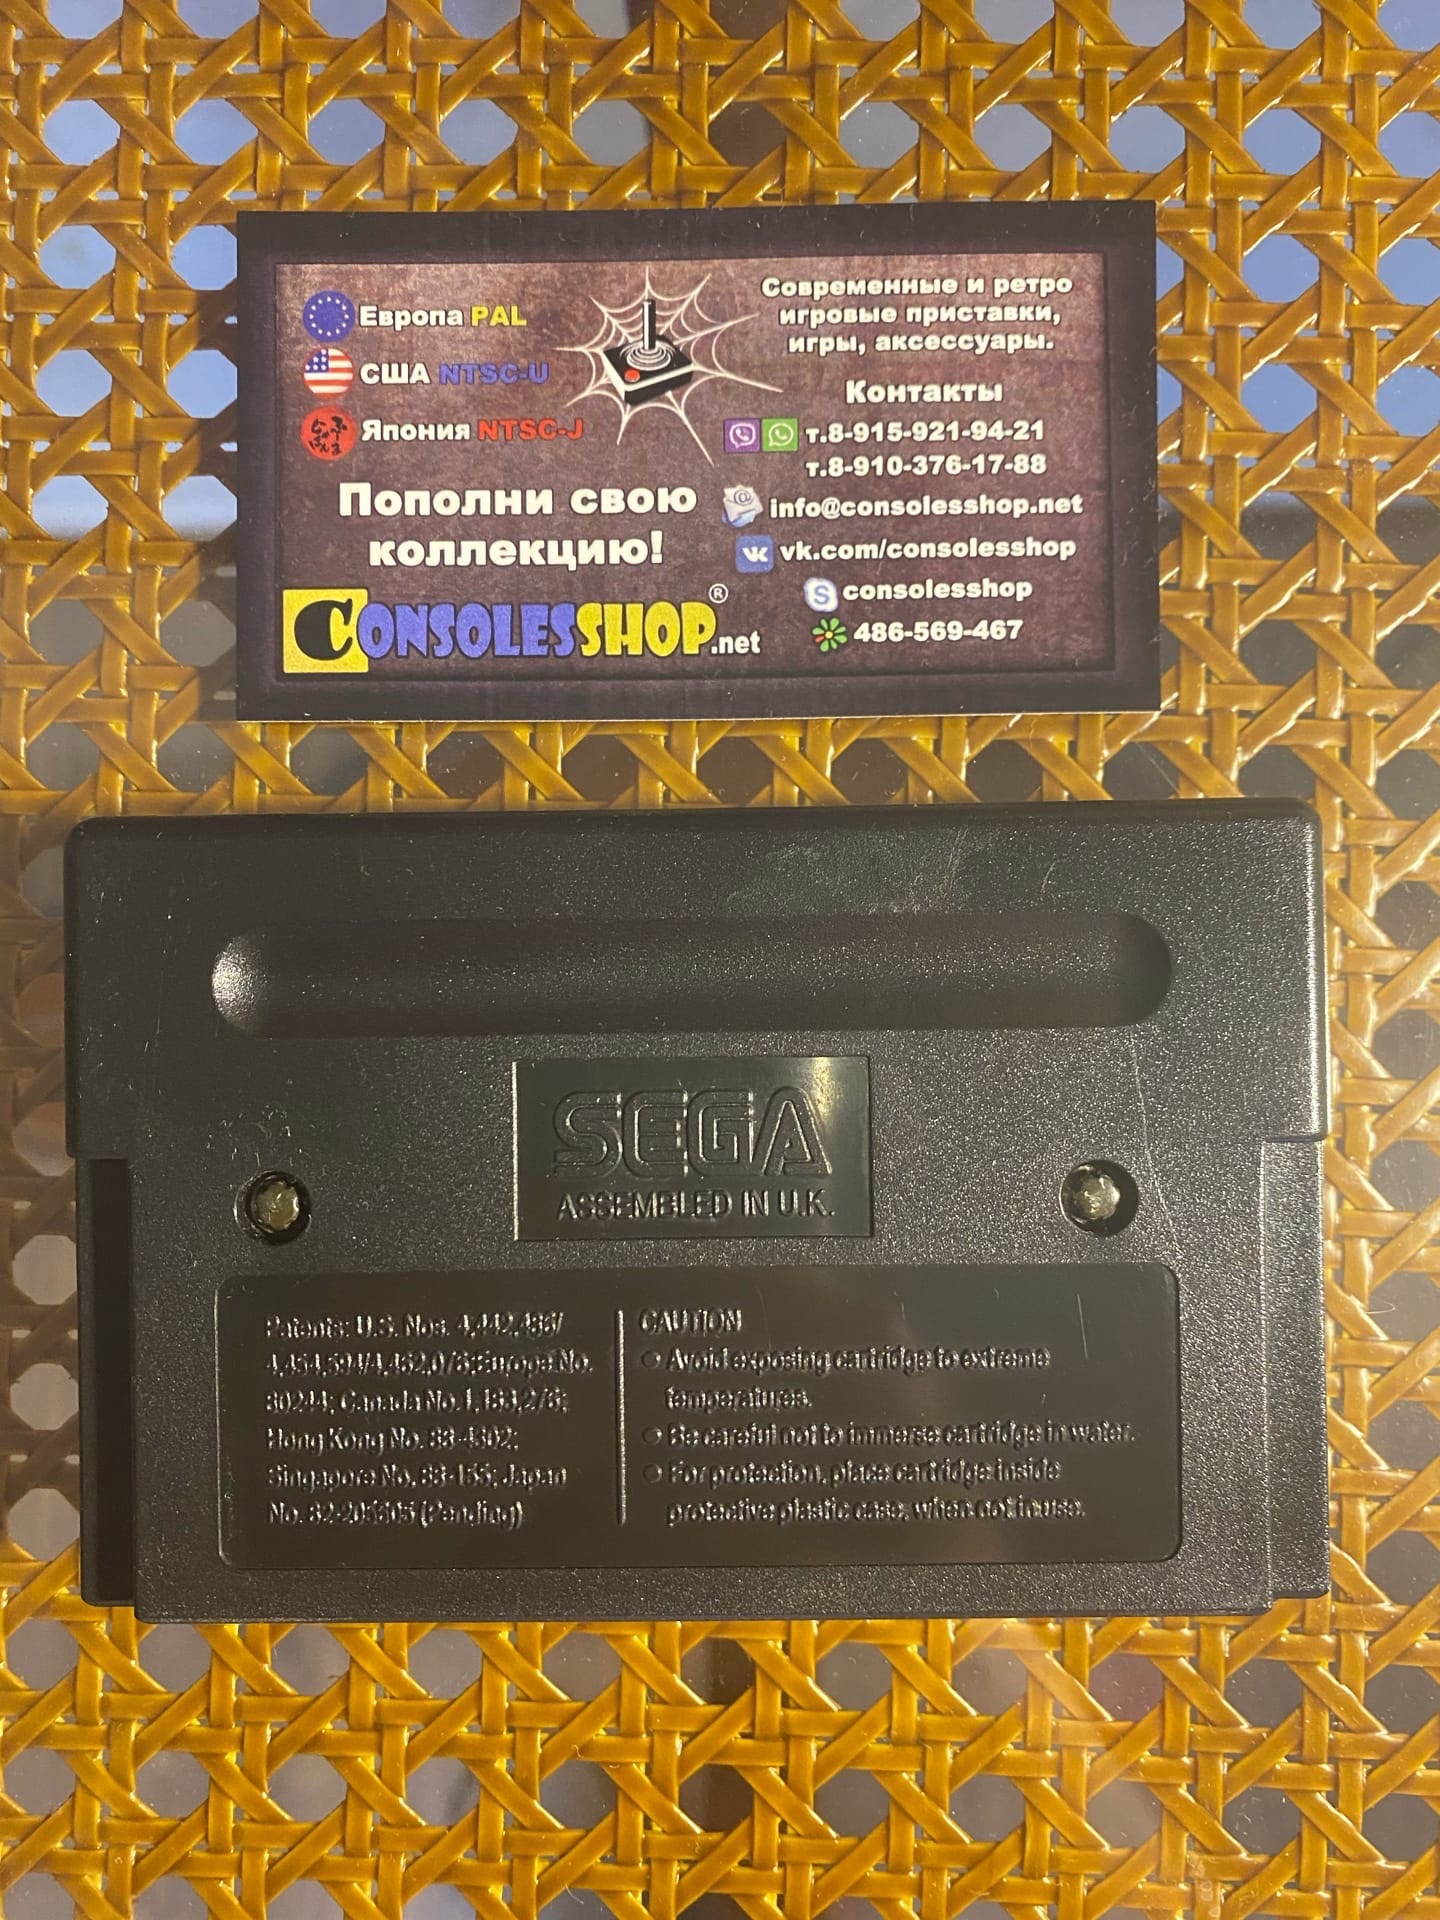 Европа PAL
США NTSC-U
Япония NTSC-J
Пополни свою
коллекцию!
CONSOLESSHOP.net
®
Современные и ретро
игровые приставки,
игры, аксессуары.
Контакты
т.8-915-921-94-21
т.8-910-376-17-88
info@consolesshop.net
vk.com/consolesshop
consolesshop
486-569-467
SEGA
ASSEMBLED IN U.K.
Patents: U.S. Nos. 4,442,486/
4,454,594/4,462,076; Europe No.
80244; Canada No. 1,183,276;
Hong Kong No. 88-4302;
Singapore No. 88-155; Japan
No. 82-205605 (Pending)
CAUTION
Avoid exposing cartridge to extreme
temperatures.
Be careful not to immerse cartridge in water.
For protection, place cartridge inside
protective plastic case, when not in use.